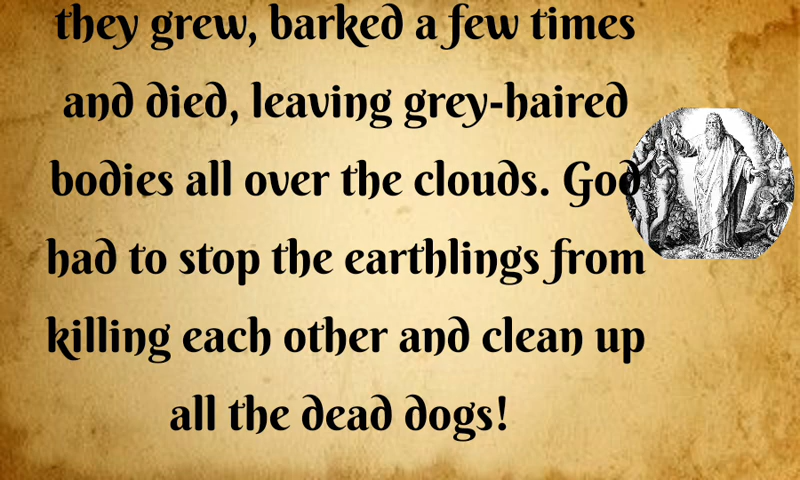 they grew, barked a few times
and died, leaving grey-haired
bodies all over the clouds. God
had to stop the earthlings from
killing each other and clean up
all the dead dogs!